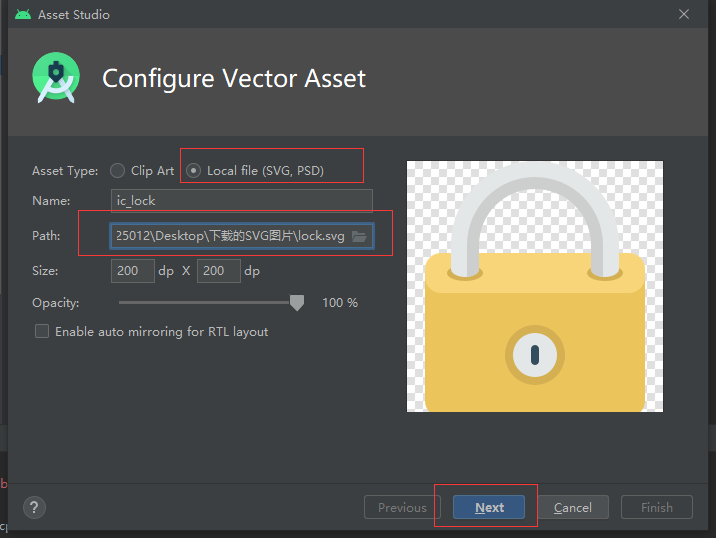 Asset Studio
Configure Vector Asset
Asset Type: Clip Art Local file (SVG, PSD)
Name: ic_lock
Path: 25012\Desktop\下载的SVG图片\lock.svg
Size: 200 dp X 200 dp
Opacity: 100 %
Enable auto mirroring for RTL layout
b
? Previous Next Cancel Finish
cp